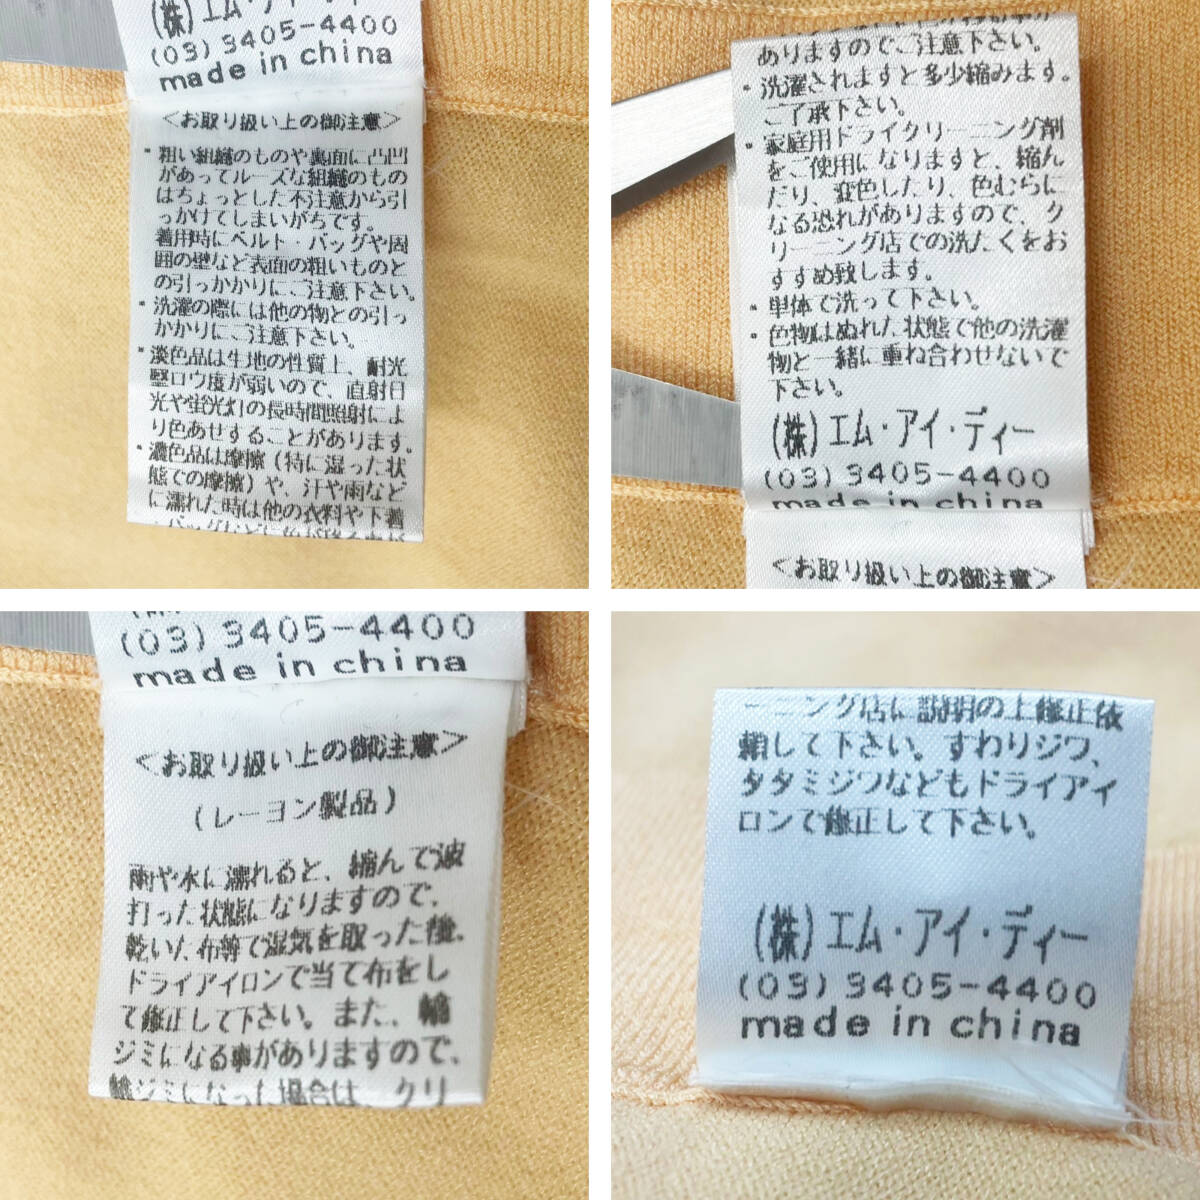 (株)エム・アイ・ディー
(03)3405-4400
made in china
<お取り扱い上の御注意>
・粗い組織のものや裏面に凸凹
があってルーズな組織のもの
はちょっとした不注意から引
っかけてしまいがちです。
着用時にベルト・バッグや周
囲の壁など表面の粗いものと
の引っかかりにご注意下さい。
・洗濯の際には他の物との引っ
かかりにご注意下さい。
・淡色品は生地の性質上、耐光
堅ロウ度が弱いので、直射日
光や蛍光灯の長時間照射によ
り色あせすることがあります。
・濃色品は摩擦(特に湿った状
態での摩擦)や、汗や雨など
に濡れた時は他の衣料や下着
ありますのでご注意下さい。
・洗濯されますと多少縮みます。
ご了承下さい。
・家庭用ドライクリーニング剤
をご使用になりますと、縮ん
だり、変色したり、色むらに
なる恐れがありますので、ク
リーニング店での洗たくをお
すすめ致します。
・単体で洗って下さい。
・色物はぬれた状態で他の洗濯
物と一緒に重ね合わせないで
下さい。
(株)エム・アイ・ディー
(03)3405-4400
made in china
<お取り扱い上の御注意>
(03)3405-4400
made in china
<お取り扱い上の御注意>
(レーヨン製品)
雨や水に濡れると、縮んで波
打った状態になりますので、
乾いた布等で湿気を取った後、
ドライアイロンで当て布をし
て修正して下さい。また、輪
ジミになる事がありますので、
輪ジミになった場合は、クリ
ーニング店に説明の上修正依
頼して下さい。すわりジワ、
タタミジワなどもドライアイ
ロンで修正して下さい。
(株)エム・アイ・ディー
(03)3405-4400
made in china